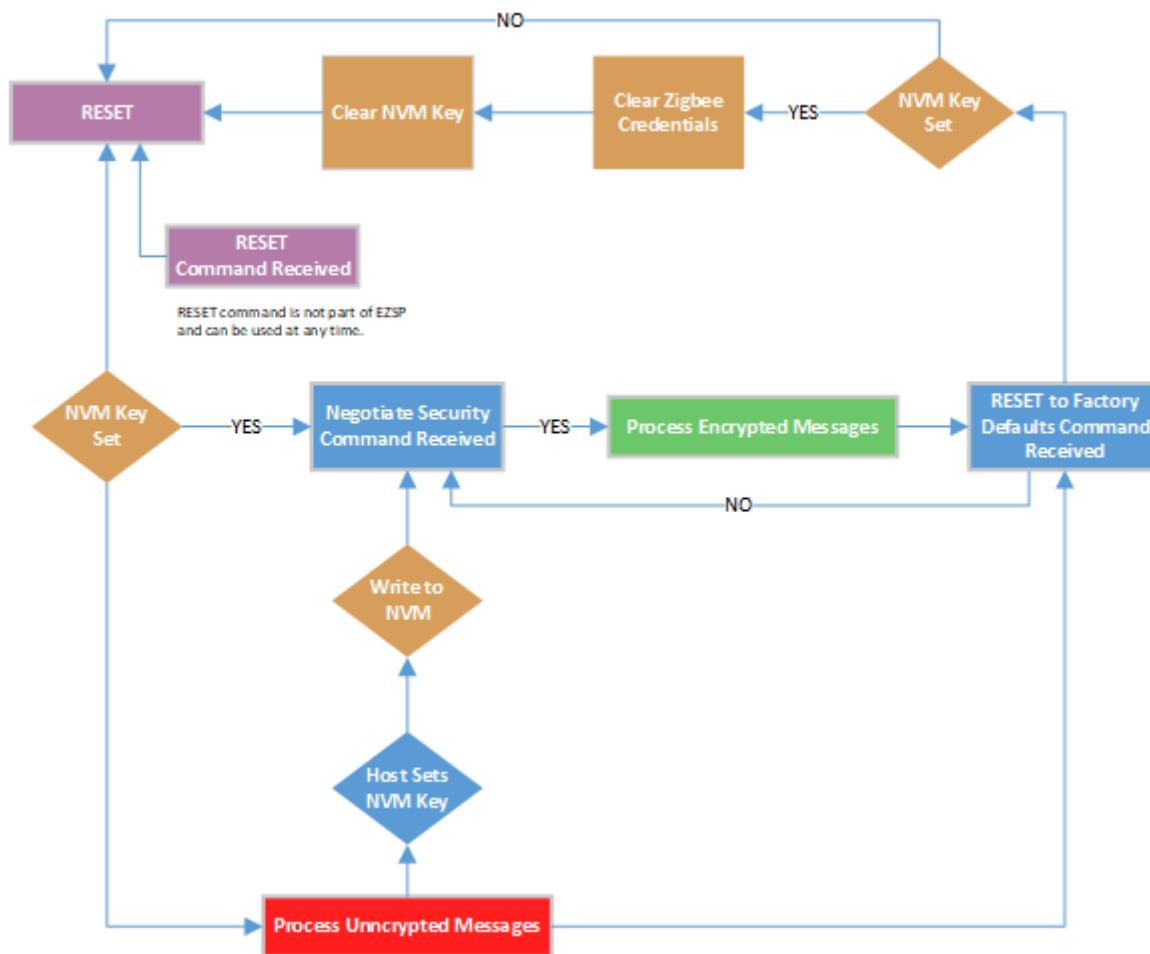 NO
RESET
Clear NVM Key
Clear Zigbee
Credentials
YES
NVM Key
Set
RESET
Command Received
RESET command is not part of EZSP
and can be used at any time.
NVM Key
Set
YES
Negotiate Security
Command Received
YES
Process Encrypted Messages
RESET to Factory
Defaults Command
Received
NO
Write to
NVM
Host Sets
NVM Key
Process Unncrypted Messages